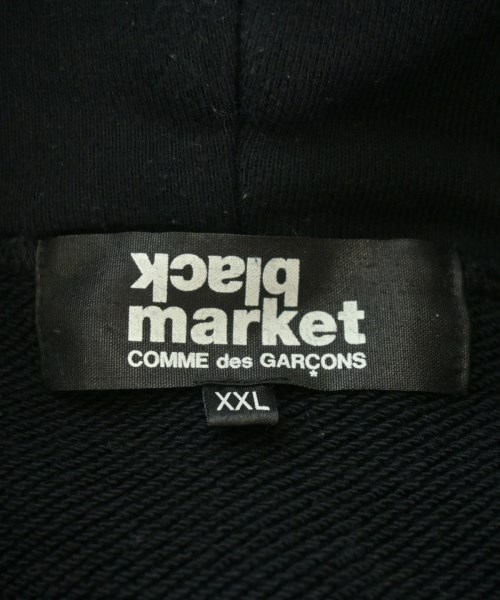 black
market
COMME des GARÇONS
XXL